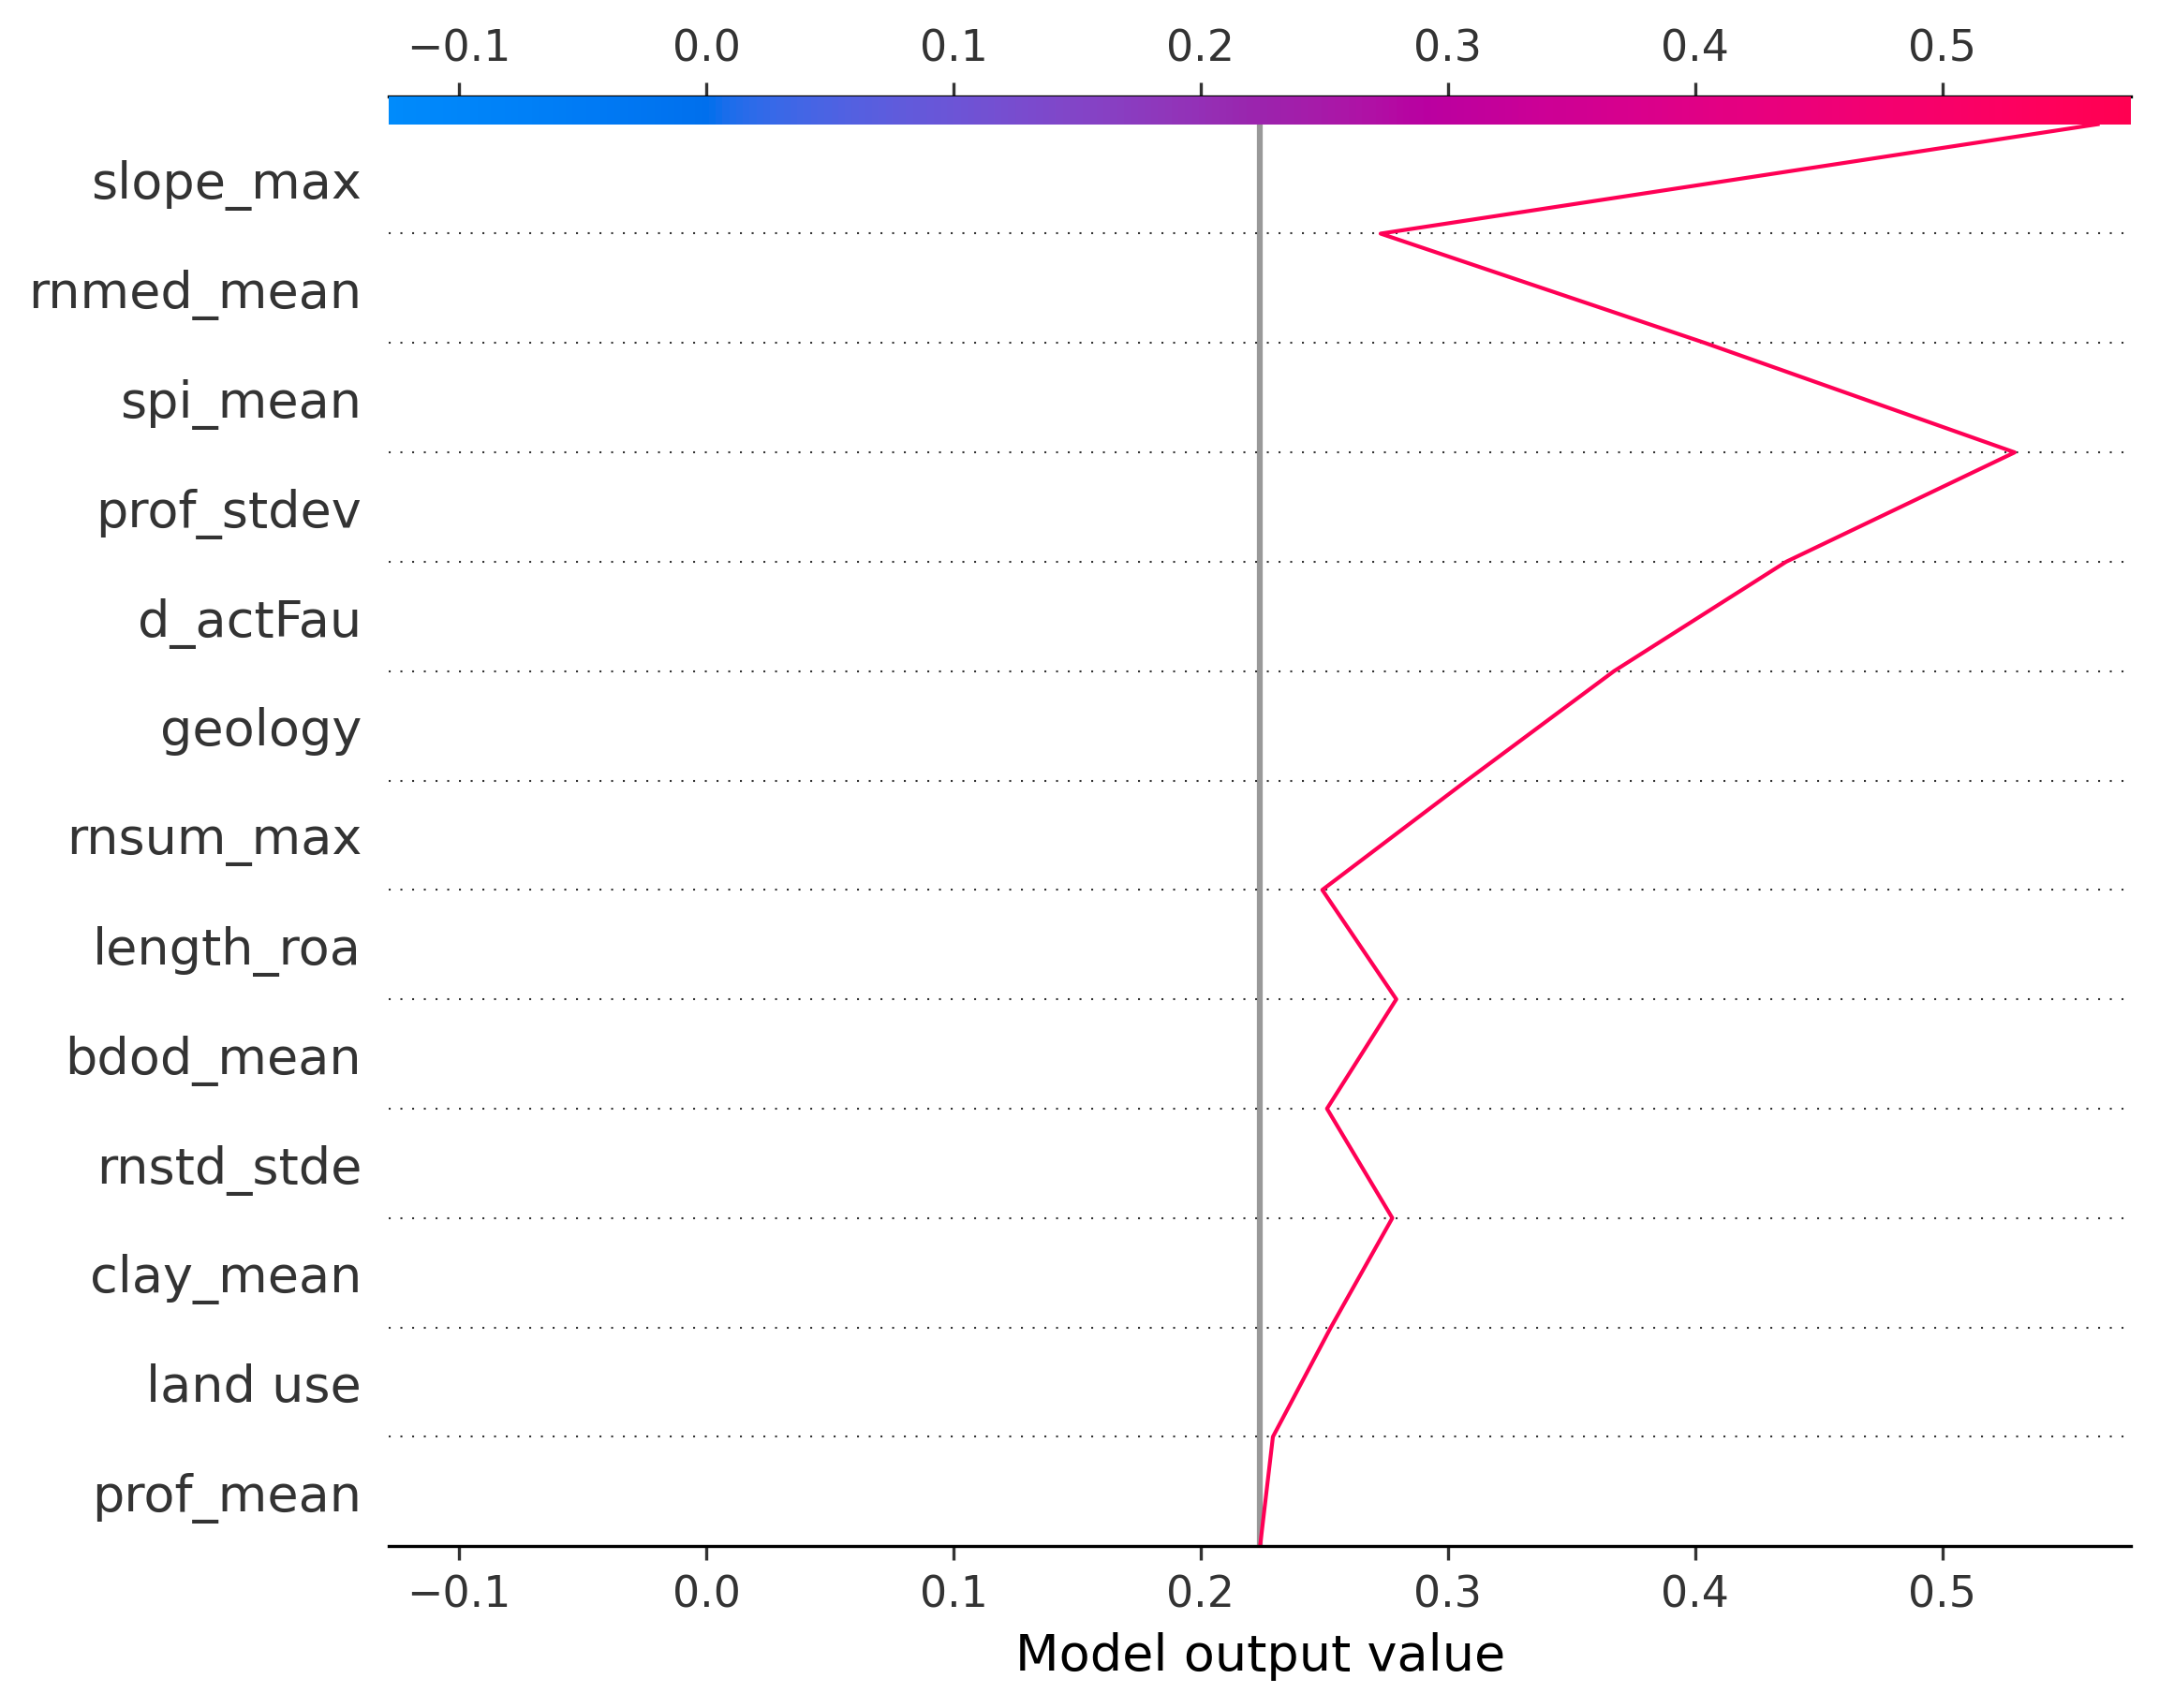 −0.1 0.0 0.1 0.2 0.3 0.4 0.5
slope_max
rnmed_mean
spi_mean
prof_stdev
d_actFau
geology
rnsum_max
length_roa
bdod_mean
rnstd_stde
clay_mean
land use
prof_mean
−0.1 0.0 0.1 0.2 0.3 0.4 0.5
Model output value